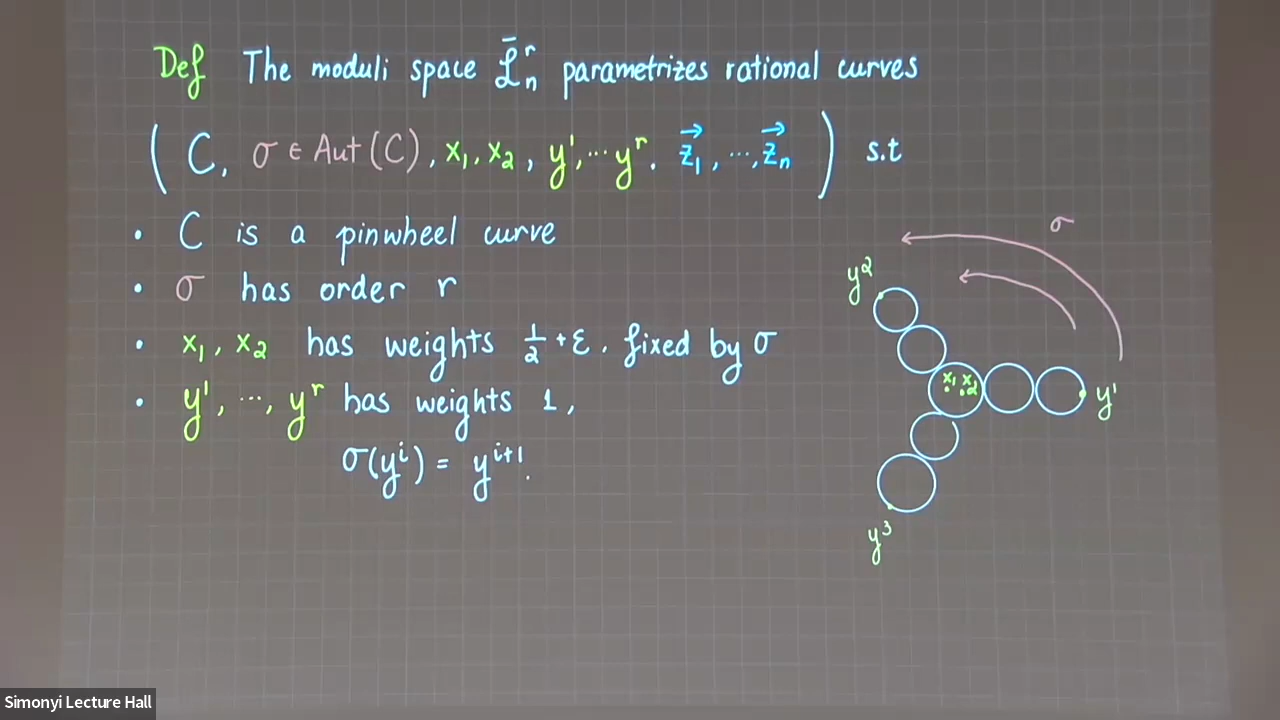 Def The moduli space ℒ̄ʳₙ parametrizes rational curves
( C, σ ∈ Aut(C), x₁, x₂, y¹, ⋯ yʳ, z⃗₁, ⋯, z⃗ₙ ) s.t
• C is a pinwheel curve
• σ has order r
• x₁, x₂ has weights 1/2 + ε. fixed by σ
• y¹, ⋯, yʳ has weights 1,
σ(yⁱ) = yⁱ⁺¹.
σ
y²
x₁ x₂
y¹
y³
Simonyi Lecture Hall